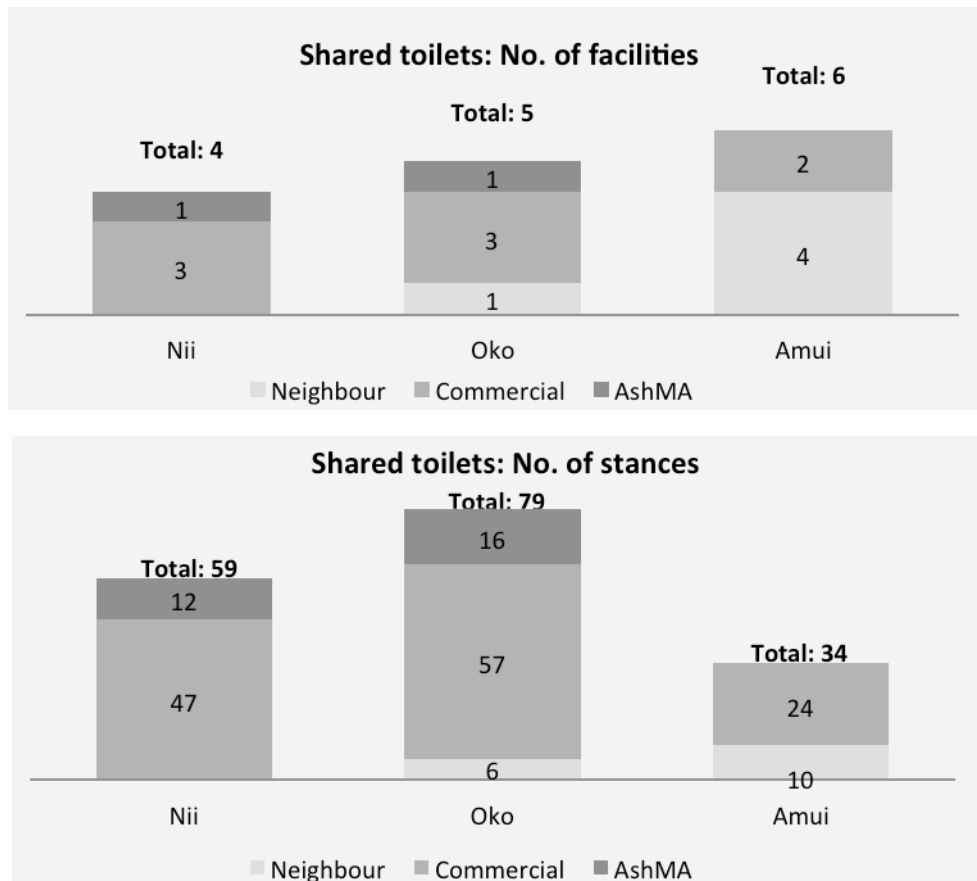 Shared toilets: No. of facilities
Total: 6
Total: 5
Total: 4
1
1
2
3
3
4
1
Nii Oko Amui
Neighbour Commercial AshMA
Shared toilets: No. of stances
Total: 79
Total: 59
Total: 34
16
12
57
47
24
6
10
Nii Oko Amui
Neighbour Commercial AshMA